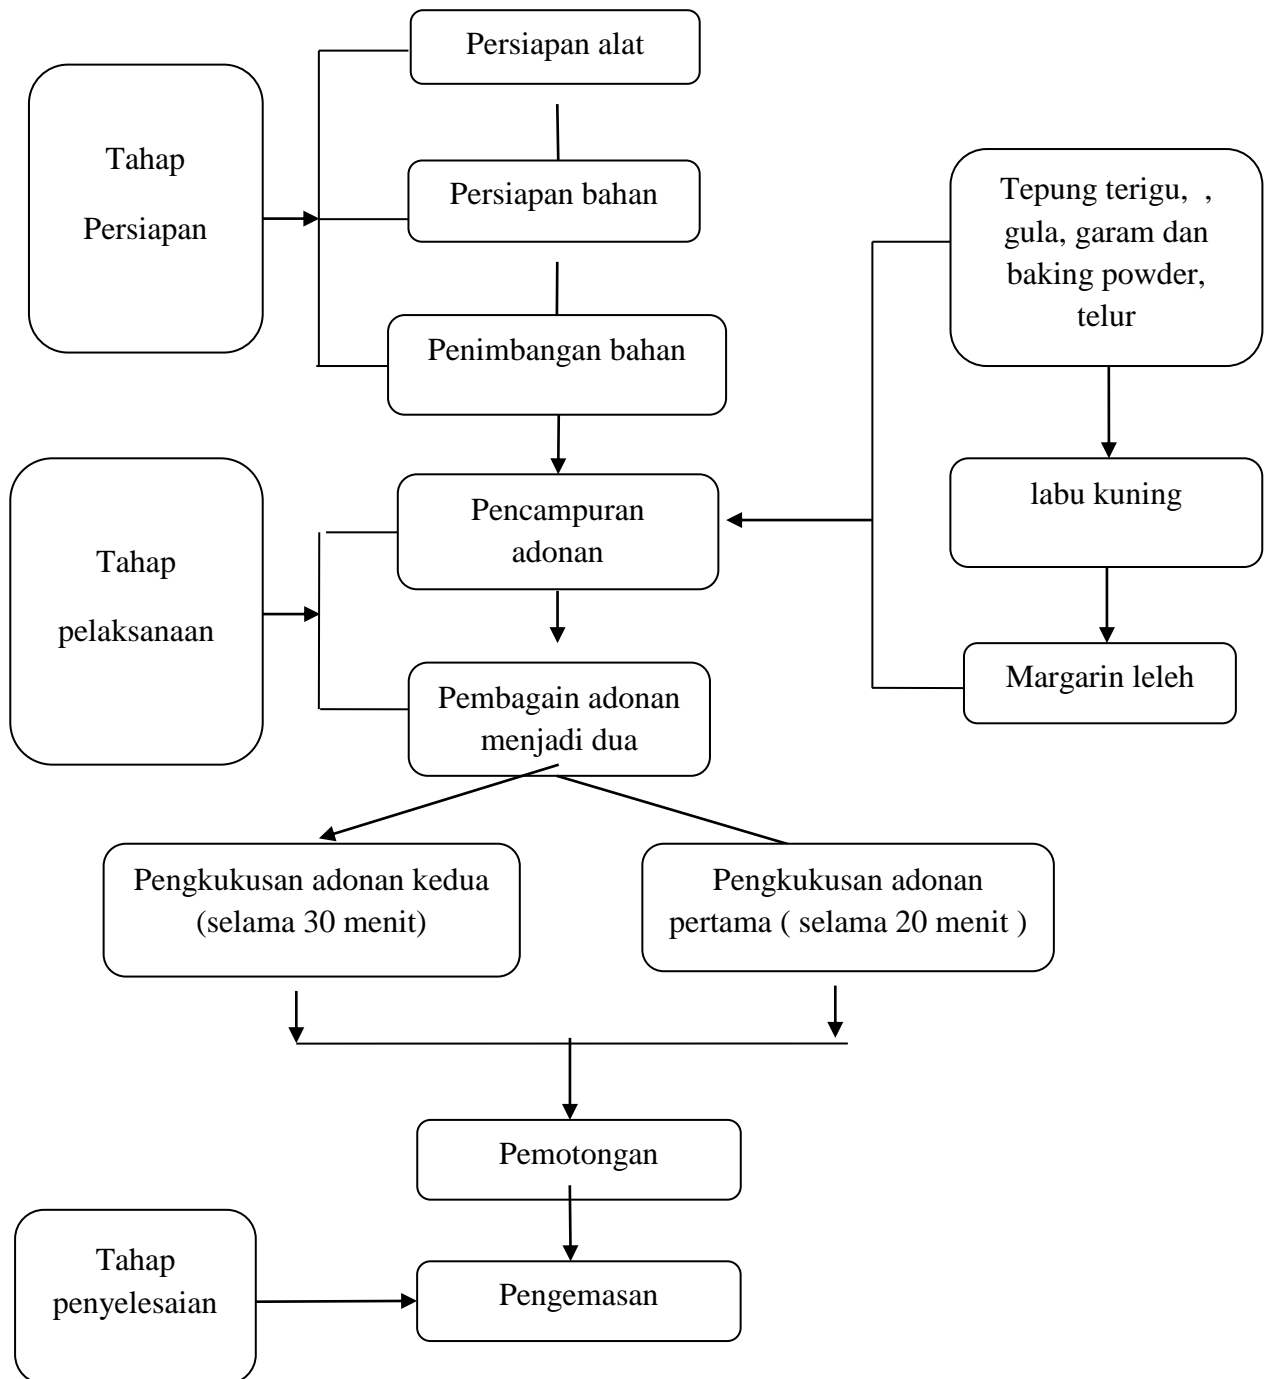 Persiapan alat
Tahap
Persiapan
Persiapan bahan
Penimbangan bahan
Tepung terigu,  ,
gula, garam dan
baking powder,
telur
labu kuning
Margarin leleh
Tahap
pelaksanaan
Pencampuran
adonan
Pembagain adonan
menjadi dua
Pengkukusan adonan kedua
(selama 30 menit)
Pengkukusan adonan
pertama ( selama 20 menit )
Pemotongan
Tahap
penyelesaian
Pengemasan